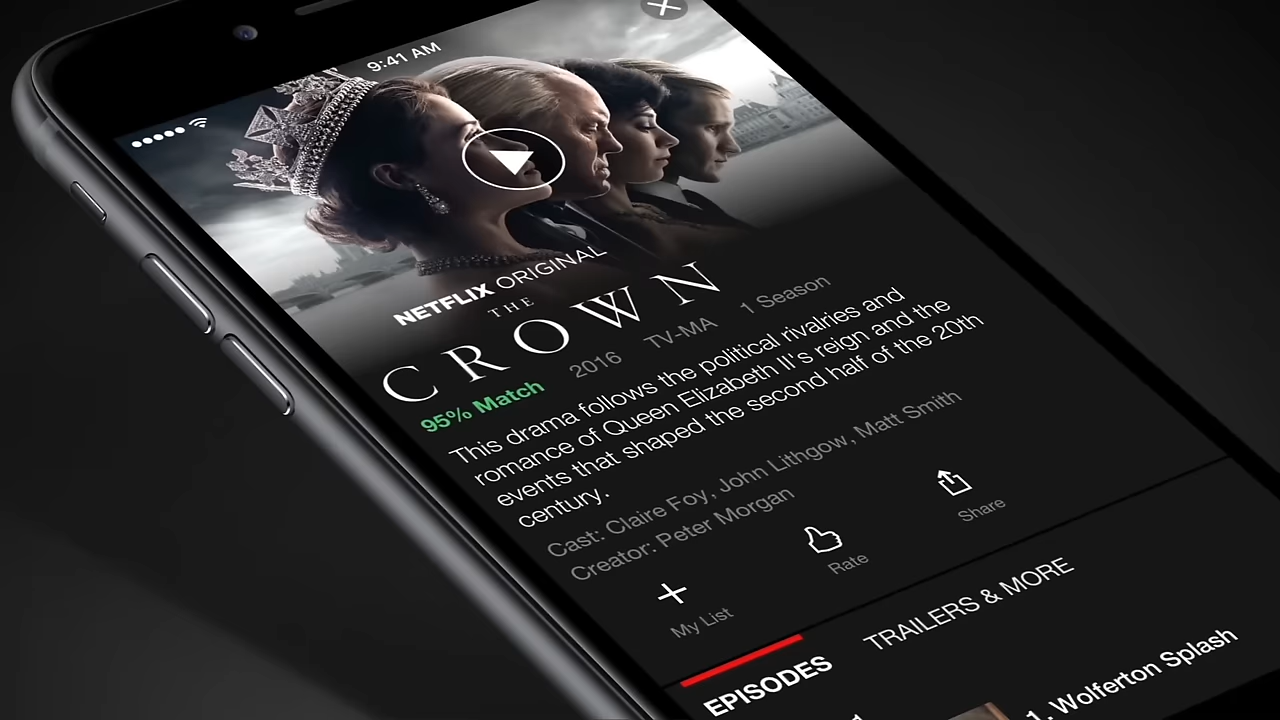 9:41 AM
NETFLIX ORIGINAL
THE
CROWN
95% Match 2016 TV-MA 1 Season
This drama follows the political rivalries and
romance of Queen Elizabeth II's reign and the
events that shaped the second half of the 20th
century.
Cast: Claire Foy, John Lithgow, Matt Smith
Creator: Peter Morgan
My List
Rate
Share
EPISODES
TRAILERS & MORE
1. Wolferton Splash